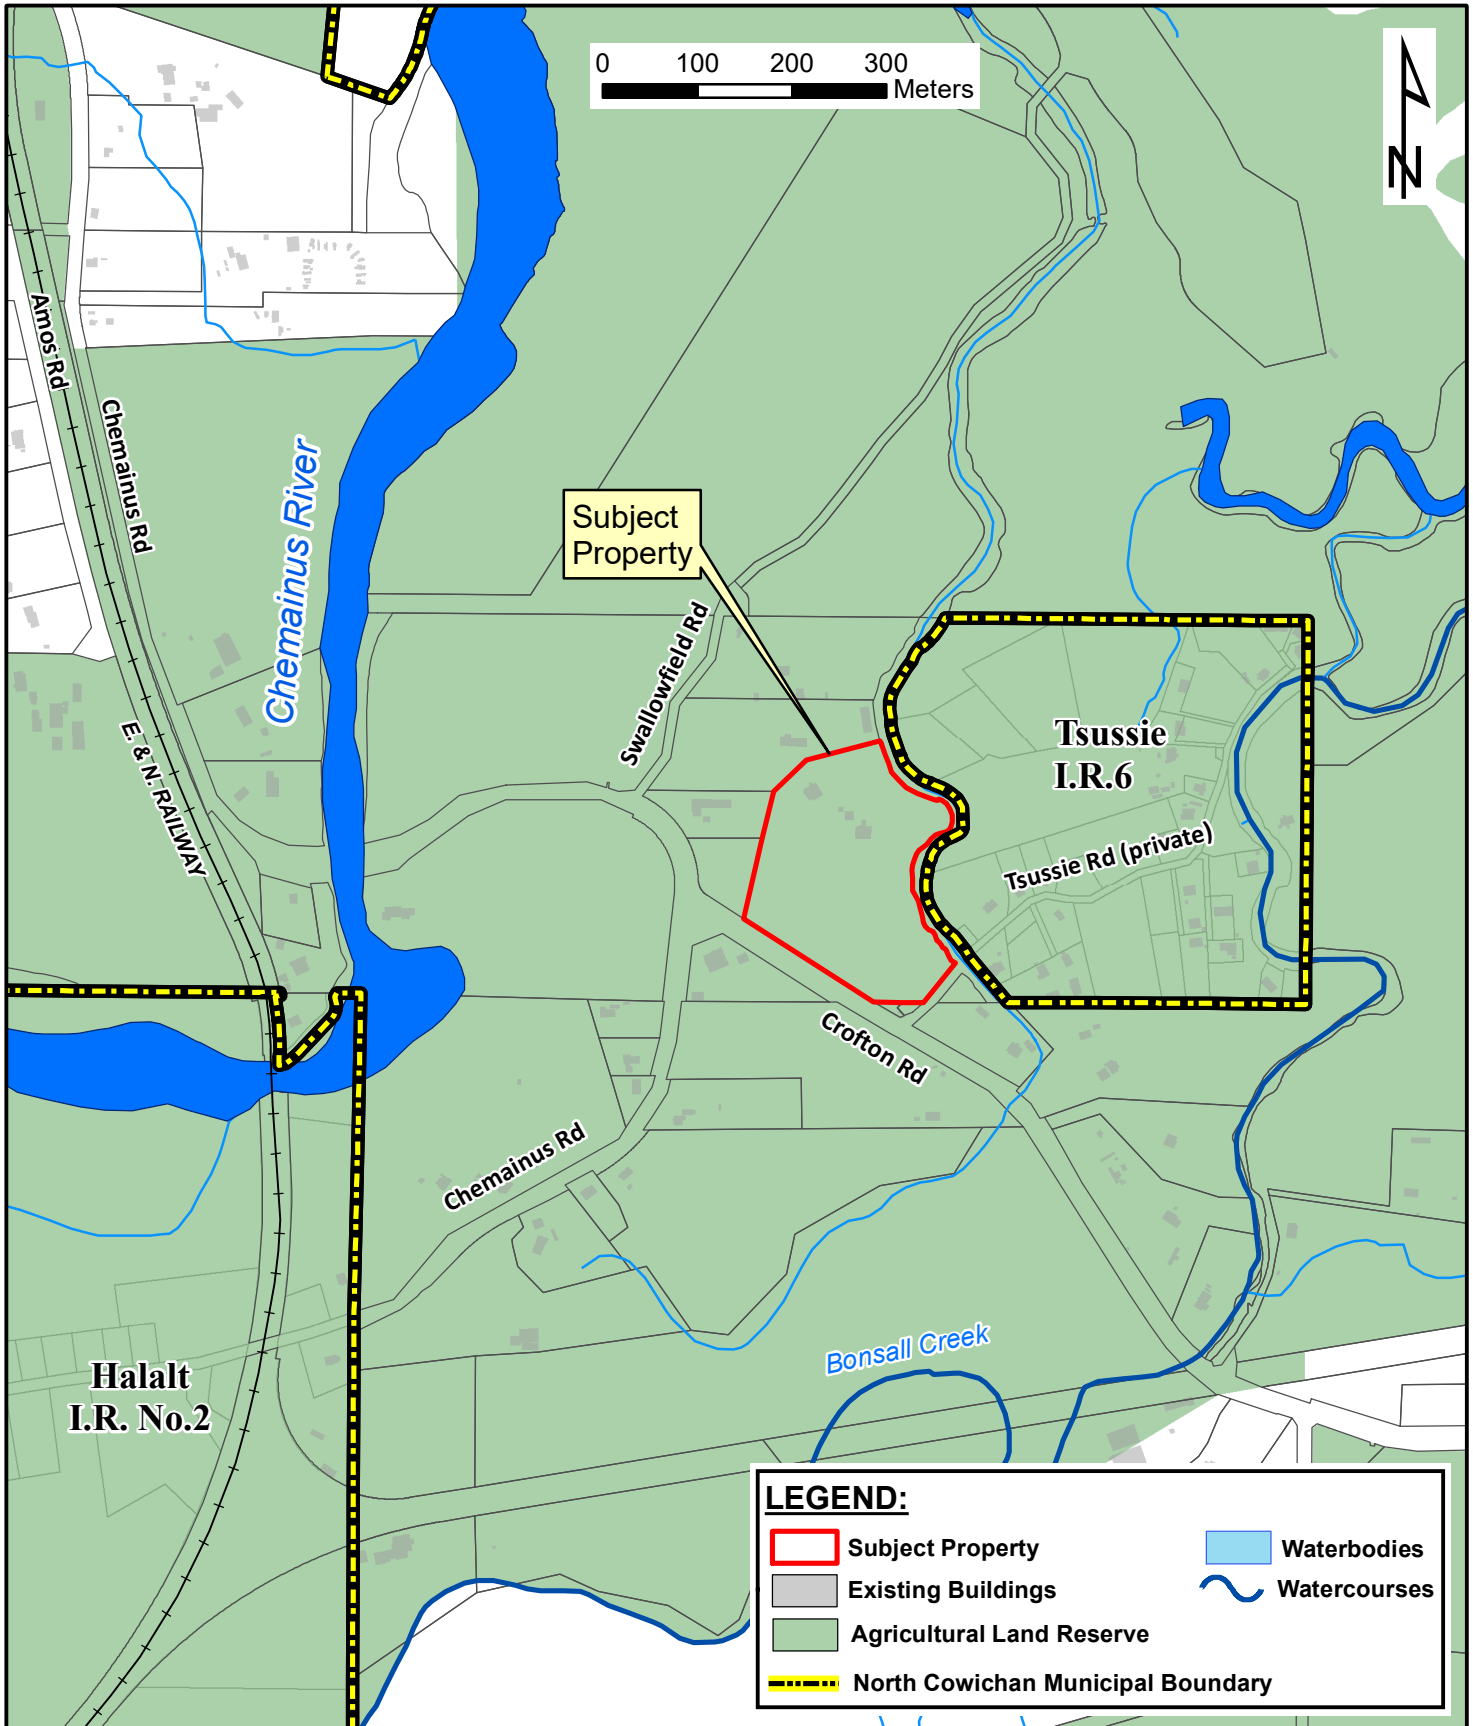 0 100 200 300
Meters
N
Aimos Rd
Chemainus Rd
Chemainus River
Subject
Property
Swallowfield Rd
Tsussie
I.R.6
E. & N. RAILWAY
Tsussie Rd (private)
Crofton Rd
Chemainus Rd
Bonsall Creek
Halalt
I.R. No.2
LEGEND:
Subject Property
Existing Buildings
Agricultural Land Reserve
North Cowichan Municipal Boundary
Waterbodies
Watercourses